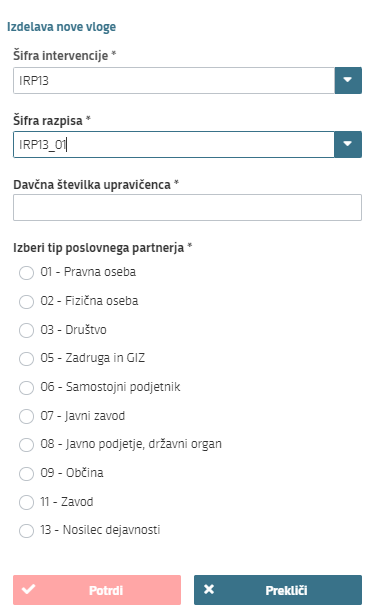 Izdelava nove vloge
Šifra intervencije *
IRP13
Šifra razpisa *
IRP13_01
Davčna številka upravičenca *
Izberi tip poslovnega partnerja *
01 - Pravna oseba
02 - Fizična oseba
03 - Društvo
05 - Zadruga in GIZ
06 - Samostojni podjetnik
07 - Javni zavod
08 - Javno podjetje, državni organ
09 - Občina
11 - Zavod
13 - Nosilec dejavnosti
Potrdi Prekliči